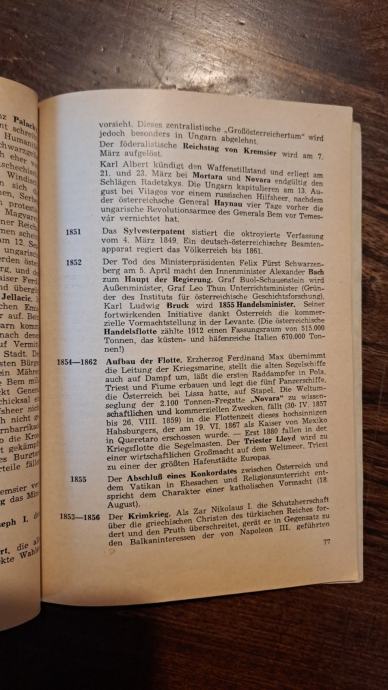 vorsieht. Dieses zentralistische „Großösterreichertum" wird
jedoch besonders in Ungarn abgelehnt.
Der föderalistische Reichstag von Kremsier wird am 7.
März aufgelöst.
Karl Albert kündigt den Waffenstillstand und erliegt am
21. und 23. März bei Mortara und Novara endgültig den
Schlägen Radetzkys. Die Ungarn kapitulieren am 13. Au-
gust bei Vilagos vor einem russischen Hilfsheer, nachdem
der österreichische General Haynau vier Tage vorher die
ungarische Revolutionsarmee des Generals Bem vor Temes-
vár vernichtet hat.
1851 Das Sylvesterpatent sistiert die oktroyierte Verfassung
vom 4. März 1849. Ein deutsch-österreichischer Beamten-
apparat regiert das Völkerreich bis 1861.
1852 Der Tod des Ministerpräsidenten Felix Fürst Schwarzen-
berg am 5. April macht den Innenminister Alexander Bach
zum Haupt der Regierung. Graf Buol-Schauenstein wird
Außenminister, Graf Leo Thun Unterrichtsminister (Grün-
der des Instituts für österreichische Geschichtsforschung),
Karl Ludwig Bruck wird 1855 Handelsminister. Seiner
fortwirkenden Initiative dankt Österreich die kommer-
zielle Vormachtstellung in der Levante. (Die österreichische
Handelsflotte zählte 1912 einen Fassungsraum von 515.000
Tonnen, das küsten- und häfenreiche Italien 670.000 Ton-
nen!)
1854—1862 Aufbau der Flotte. Erzherzog Ferdinand Max übernimmt
die Leitung der Kriegsmarine, stellt die alten Segelschiffe
auch auf Dampf um, läßt die ersten Raddampfer in Pola,
Triest und Fiume erbauen und legt die fünf Panzerschiffe,
die Österreich bei Lissa hatte, auf Stapel. Die Weltum-
seglung der 2.100 Tonnen-Fregatte „Novara" zu wissen-
schaftlichen und kommerziellen Zwecken, fällt (30. IV. 1857
bis 26. VIII. 1859) in die Flottenzeit dieses hochsinnigen
Habsburgers, der am 19. VI. 1867 als Kaiser von Mexiko
in Queretaro erschossen wurde. — Erst 1880 fallen in der
Kriegsflotte die Segelmasten. Der Triester Lloyd wird zu
einer wirtschaftlichen Großmacht auf dem Weltmeer, Triest
zu einer der größten Hafenstädte Europas.
1855 Der Abschluß eines Konkordates zwischen Österreich und
dem Vatikan in Ehesachen und Religionsunterricht ent-
spricht dem Charakter einer katholischen Vormacht (18.
August).
1853—1856 Der Krimkrieg. Als Zar Nikolaus I. die Schutzherrschaft
über die griechischen Christen des türkischen Reiches for-
dert und den Pruth überschreitet, gerät er in Gegensatz zu
den Balkaninteressen der von Napoleon III. geführten
77